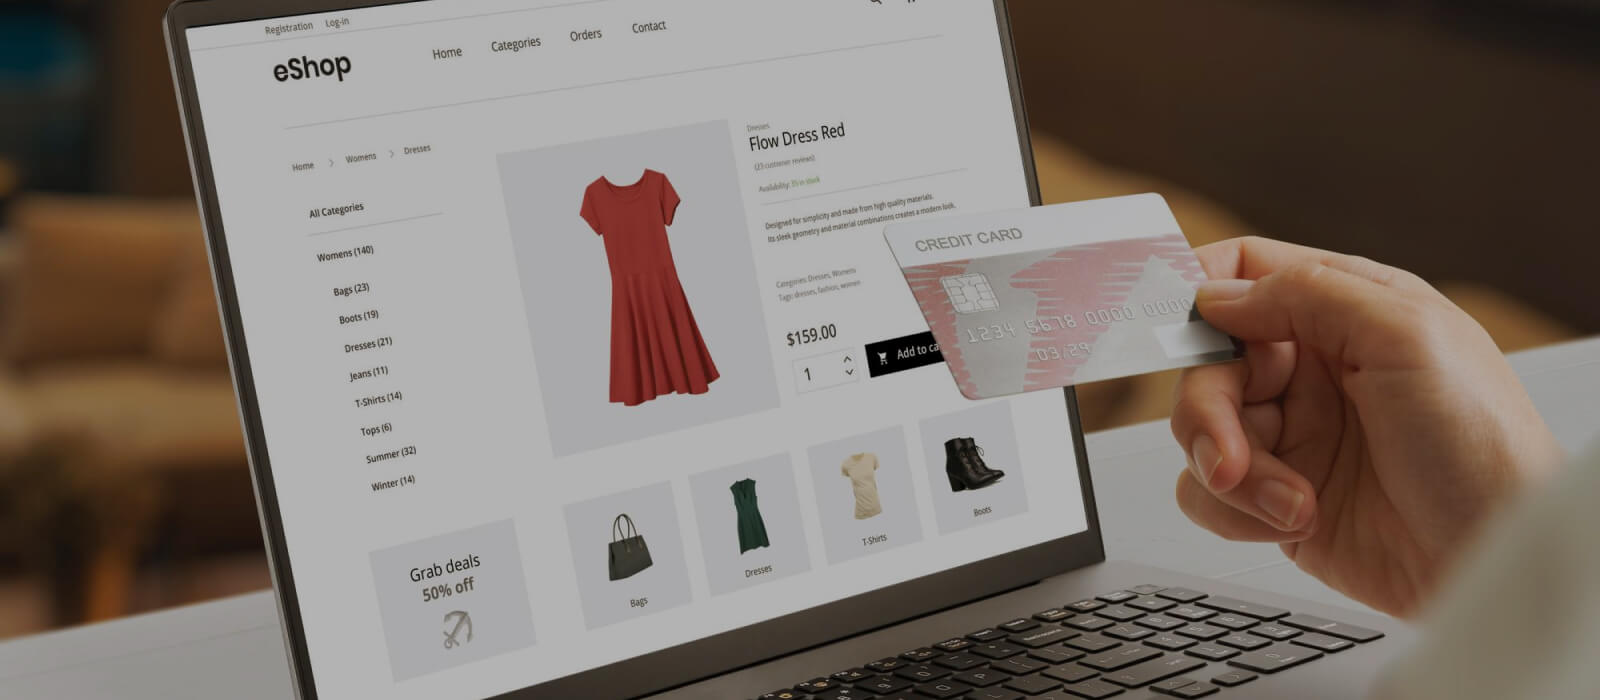 Registration Log-in
eShop
Home Categories Orders Contact
Home > Womens > Dresses
All Categories
Womens (140)
Bags (23)
Boots (19)
Dresses (21)
Jeans (11)
T-Shirts (14)
Tops (6)
Summer (32)
Winter (14)
Grab deals
50% off
Dresses
Flow Dress Red
(23 customer reviews)
Availability: 35 in stock
Designed for simplicity and made from high quality materials.
Its sleek geometry and material combinations creates a modern look.
Categories: Dresses, Womens
Tags: dresses, fashion, women
$159.00
1
Add to ca
Bags
Dresses
T-Shirts
Boots
CREDIT CARD
1234 5678 0000 0000
03/29